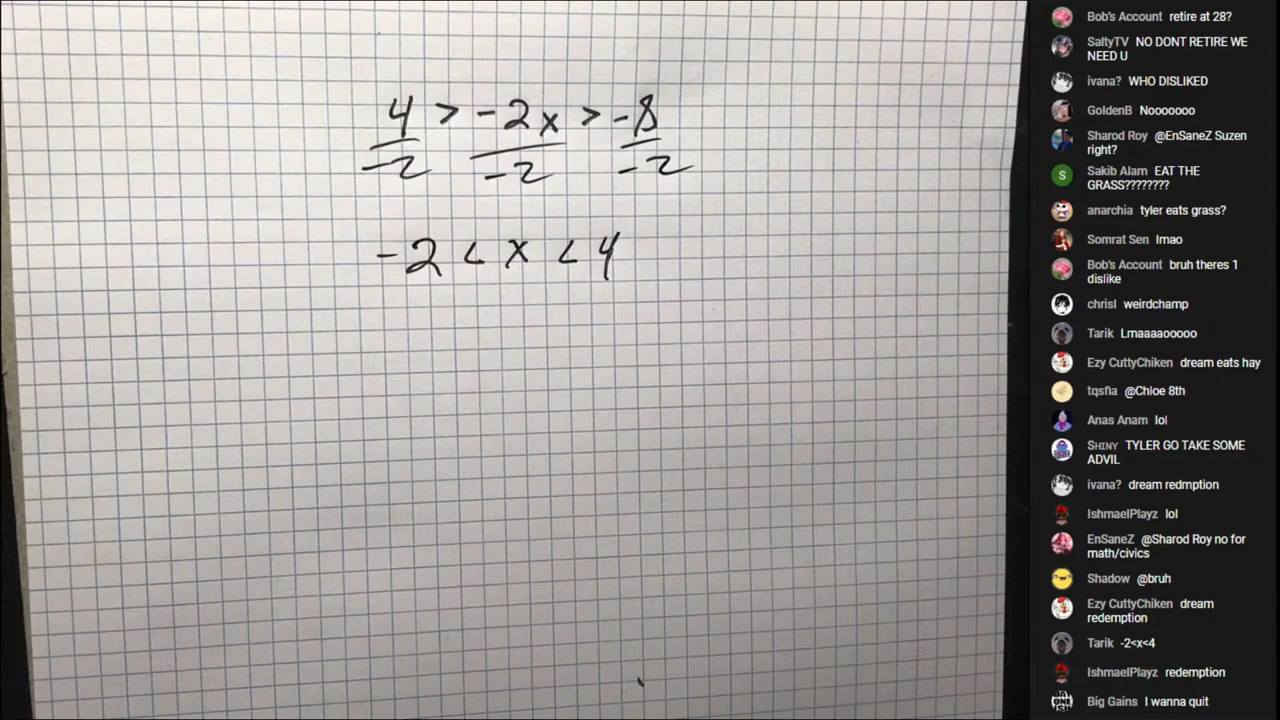 4 > -2x > -8
-2 -2 -2
-2 < x < 4
Bob's Account retire at 28?
SaltyTV NO DONT RETIRE WE
NEED U
ivana? WHO DISLIKED
GoldenB Nooooooo
Sharod Roy @EnSaneZ Suzen
right?
S
Sakib Alam EAT THE
GRASS????????
anarchia tyler eats grass?
Somrat Sen lmao
Bob's Account bruh theres 1
dislike
chrisl weirdchamp
Tarik Lmaaaaooooo
Ezy CuttyChiken dream eats hay
tqsfia @Chloe 8th
Anas Anam lol
Shiny TYLER GO TAKE SOME
ADVIL
ivana? dream redmption
IshmaelPlayz lol
EnSaneZ @Sharod Roy no for
math/civics
Shadow @bruh
Ezy CuttyChiken dream
redemption
Tarik -2<x<4
IshmaelPlayz redemption
Big Gains I wanna quit